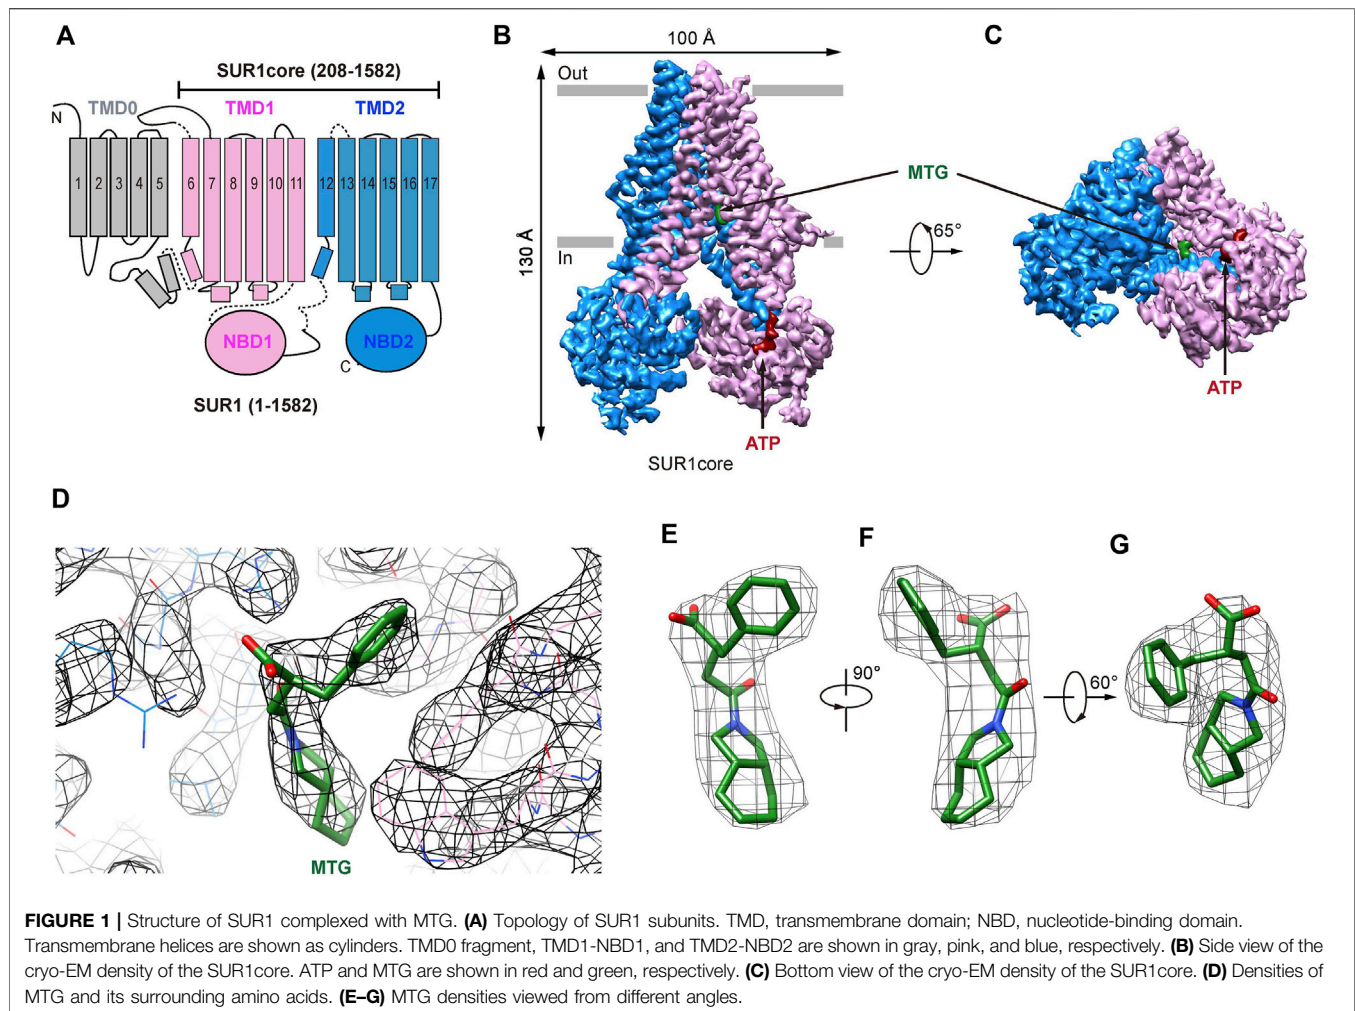 A
B
C
SUR1core (208-1582)
TMD0
TMD1
TMD2
N
1 2 3 4 5 6 7 8 9 10 11 12 13 14 15 16 17
NBD1
NBD2
C
SUR1 (1-1582)
100 Å
130 Å
Out
In
MTG
65°
ATP
ATP
SUR1core
D
E
F
G
MTG
90°
60°
FIGURE 1 | Structure of SUR1 complexed with MTG. (A) Topology of SUR1 subunits. TMD, transmembrane domain; NBD, nucleotide-binding domain.
Transmembrane helices are shown as cylinders. TMD0 fragment, TMD1-NBD1, and TMD2-NBD2 are shown in gray, pink, and blue, respectively. (B) Side view of the
cryo-EM density of the SUR1core. ATP and MTG are shown in red and green, respectively. (C) Bottom view of the cryo-EM density of the SUR1core. (D) Densities of
MTG and its surrounding amino acids. (E–G) MTG densities viewed from different angles.